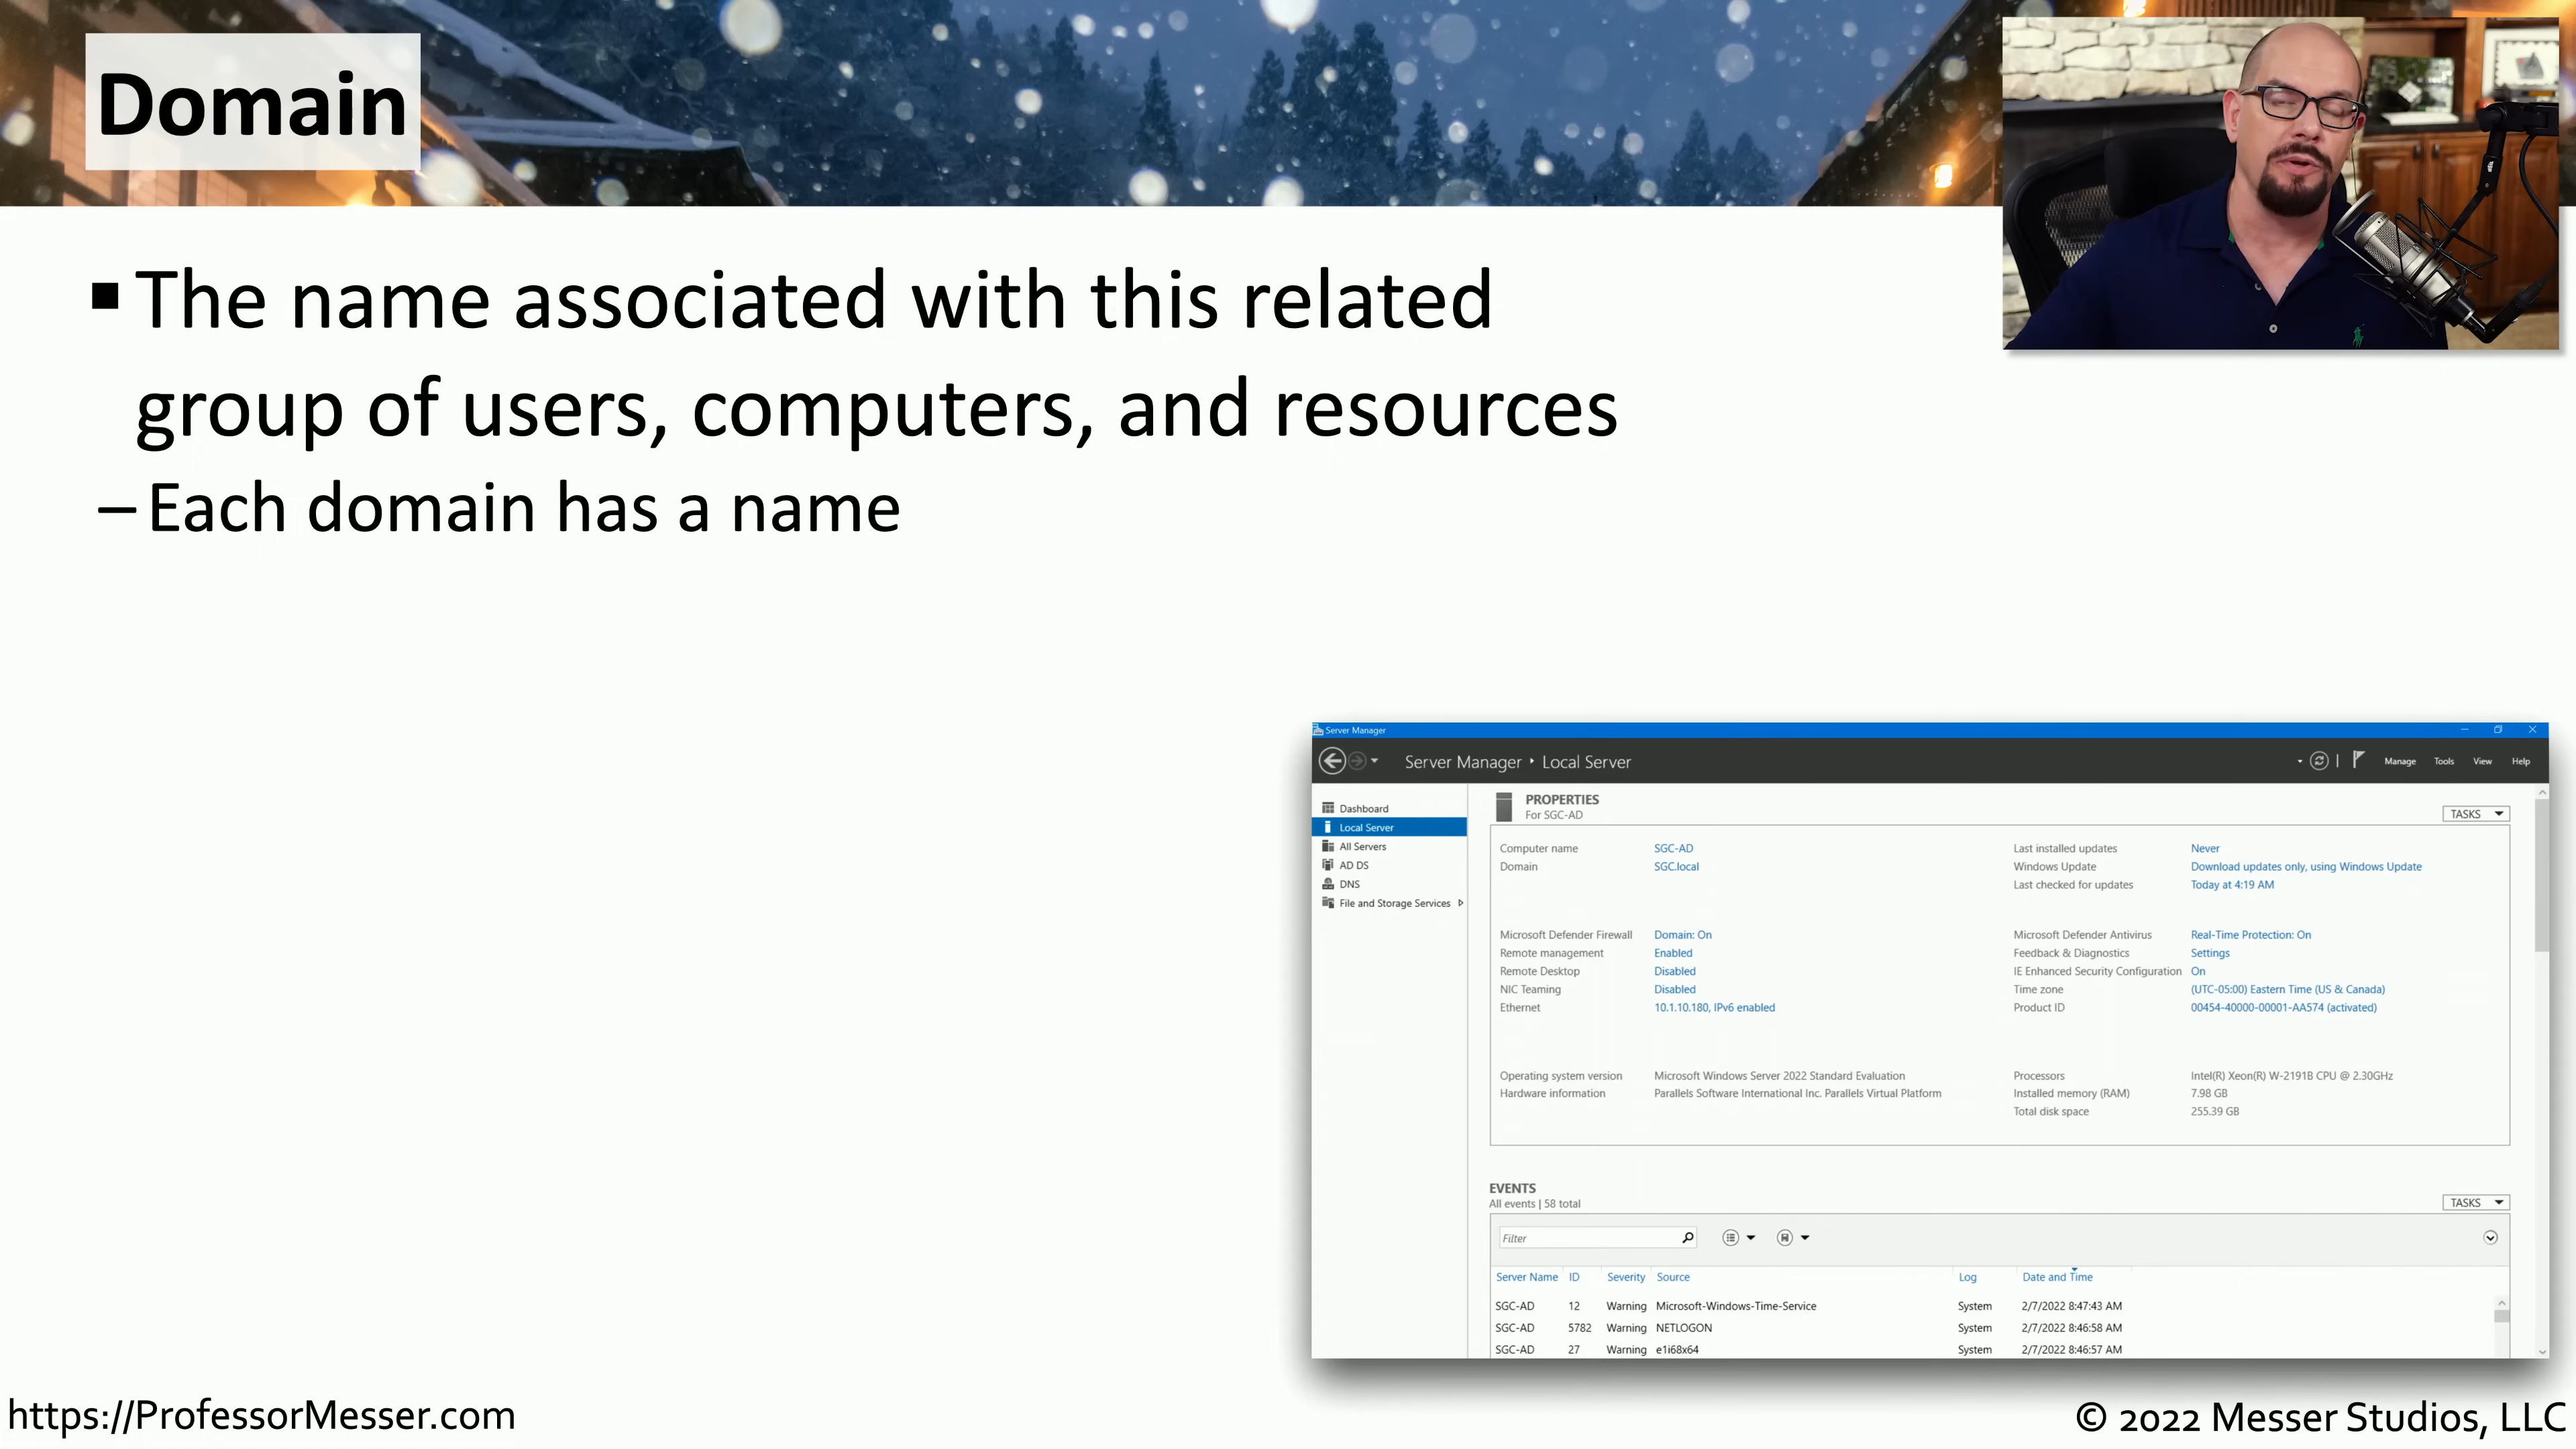 Domain
▪ The name associated with this related
group of users, computers, and resources
– Each domain has a name
Server Manager
Server Manager ‣ Local Server
Manage Tools View Help
Dashboard
Local Server
All Servers
AD DS
DNS
File and Storage Services
PROPERTIES
For SGC-AD
TASKS
Computer name SGC-AD Last installed updates Never
Domain SGC.local Windows Update Download updates only, using Windows Update
Last checked for updates Today at 4:19 AM
Microsoft Defender Firewall Domain: On Microsoft Defender Antivirus Real-Time Protection: On
Remote management Enabled Feedback & Diagnostics Settings
Remote Desktop Disabled IE Enhanced Security Configuration On
NIC Teaming Disabled Time zone (UTC-05:00) Eastern Time (US & Canada)
Ethernet 10.1.10.180, IPv6 enabled Product ID 00454-40000-00001-AA574 (activated)
Operating system version Microsoft Windows Server 2022 Standard Evaluation Processors Intel(R) Xeon(R) W-2191B CPU @ 2.30GHz
Hardware information Parallels Software International Inc. Parallels Virtual Platform Installed memory (RAM) 7.98 GB
Total disk space 255.39 GB
EVENTS
All events | 58 total
TASKS
Filter
Server Name ID Severity Source Log Date and Time
SGC-AD 12 Warning Microsoft-Windows-Time-Service System 2/7/2022 8:47:43 AM
SGC-AD 5782 Warning NETLOGON System 2/7/2022 8:46:58 AM
SGC-AD 27 Warning e1i68x64 System 2/7/2022 8:46:57 AM
https://ProfessorMesser.com
© 2022 Messer Studios, LLC